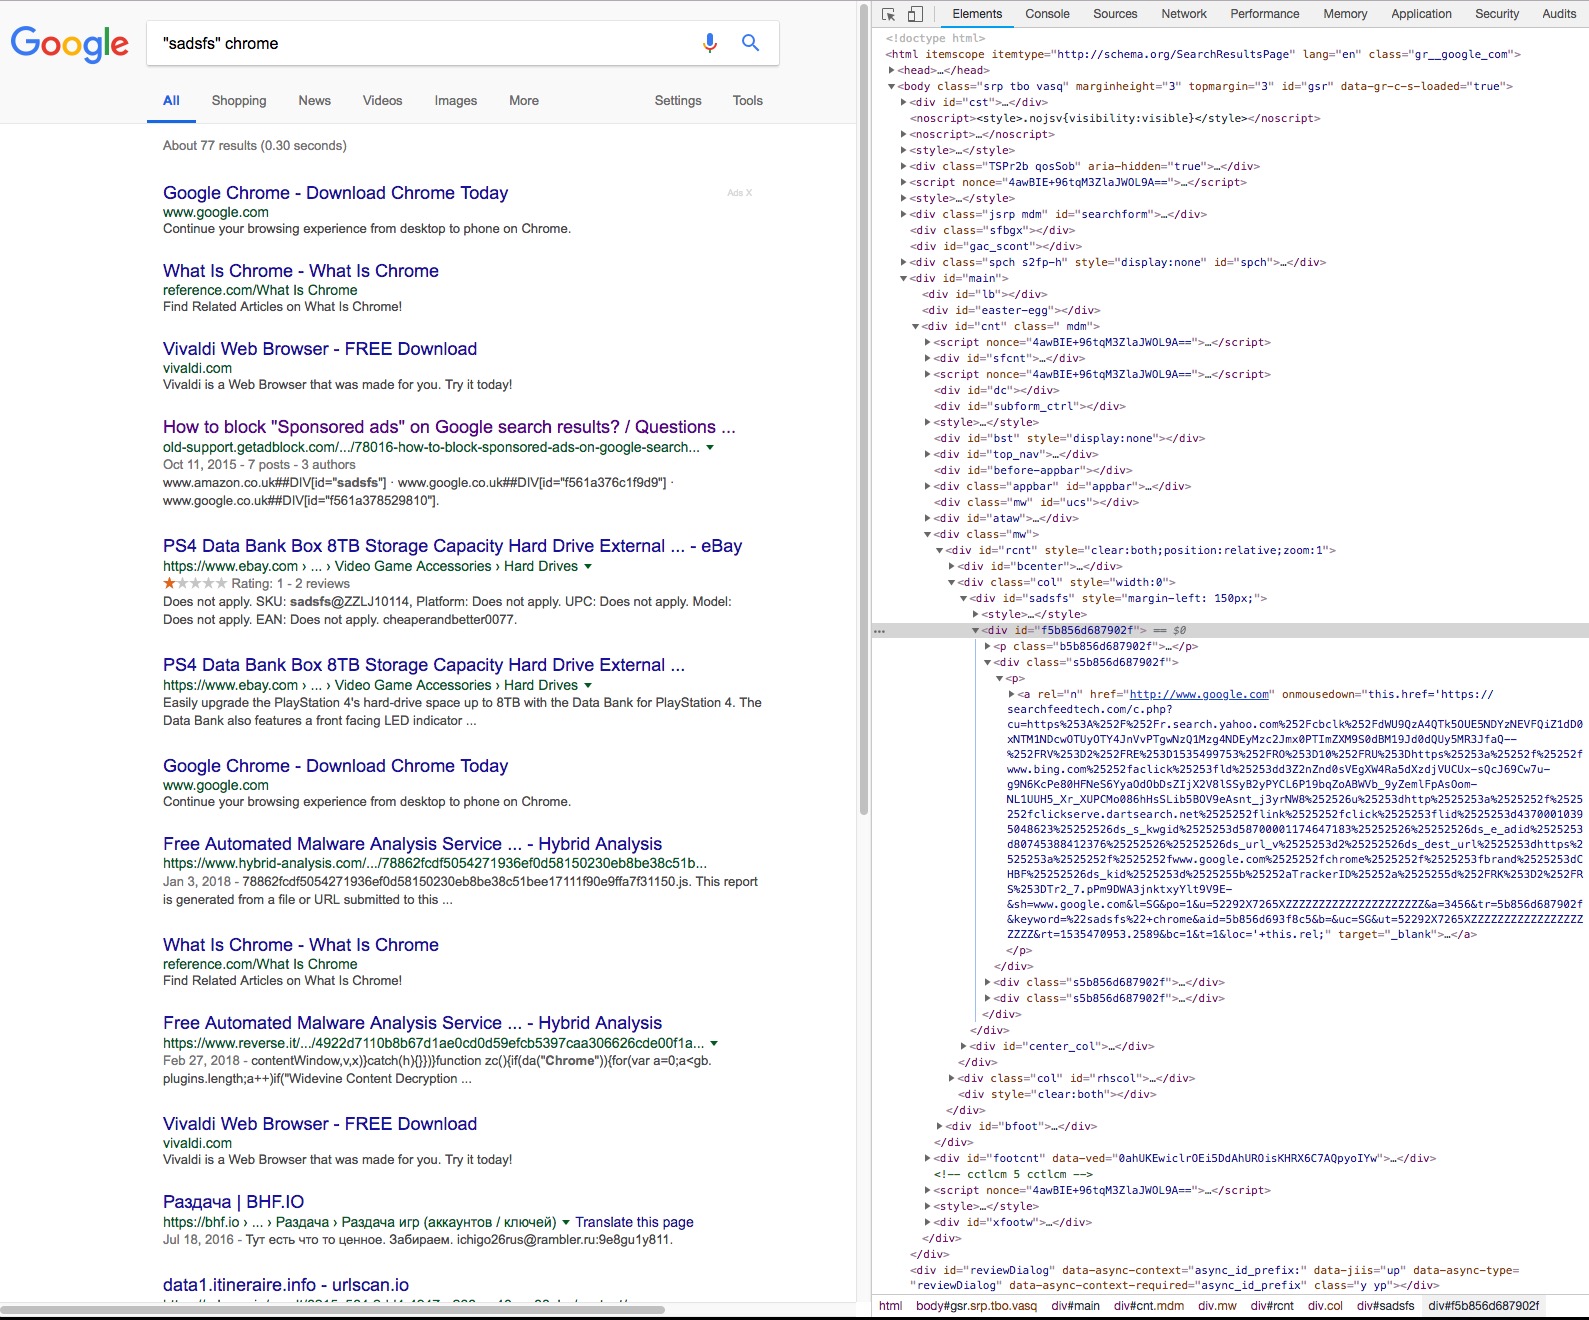 Google
"sadsfs" chrome
All Shopping News Videos Images More Settings Tools
About 77 results (0.30 seconds)
Google Chrome - Download Chrome Today
Ads X
www.google.com
Continue your browsing experience from desktop to phone on Chrome.
What Is Chrome - What Is Chrome
reference.com/What Is Chrome
Find Related Articles on What Is Chrome!
Vivaldi Web Browser - FREE Download
vivaldi.com
Vivaldi is a Web Browser that was made for you. Try it today!
How to block "Sponsored ads" on Google search results? / Questions ...
old-support.getadblock.com/.../78016-how-to-block-sponsored-ads-on-google-search...
Oct 11, 2015 - 7 posts - 3 authors
www.amazon.co.uk##DIV[id="sadsfs"] · www.google.co.uk##DIV[id="f561a376c1f9d9"] ·
www.google.co.uk##DIV[id="f561a378529810"].
PS4 Data Bank Box 8TB Storage Capacity Hard Drive External ... - eBay
https://www.ebay.com › ... › Video Game Accessories › Hard Drives
Rating: 1 - 2 reviews
Does not apply. SKU: sadsfs@ZZLJ10114, Platform: Does not apply. UPC: Does not apply. Model:
Does not apply. EAN: Does not apply. cheaperandbetter0077.
PS4 Data Bank Box 8TB Storage Capacity Hard Drive External ...
https://www.ebay.com › ... › Video Game Accessories › Hard Drives
Easily upgrade the PlayStation 4's hard-drive space up to 8TB with the Data Bank for PlayStation 4. The
Data Bank also features a front facing LED indicator ...
Google Chrome - Download Chrome Today
www.google.com
Continue your browsing experience from desktop to phone on Chrome.
Free Automated Malware Analysis Service ... - Hybrid Analysis
https://www.hybrid-analysis.com/.../78862fcdf5054271936ef0d58150230eb8be38c51b...
Jan 3, 2018 - 78862fcdf5054271936ef0d58150230eb8be38c51bee17111f90e9ffa7f31150.js. This report
is generated from a file or URL submitted to this ...
What Is Chrome - What Is Chrome
reference.com/What Is Chrome
Find Related Articles on What Is Chrome!
Free Automated Malware Analysis Service ... - Hybrid Analysis
https://www.reverse.it/.../4922d7110b8b67d1ae0cd0d59efcb5397caa306626cde00f1a...
Feb 27, 2018 - contentWindow,v,x)}catch(h){}})}function zc(){if(da("Chrome")){for(var a=0;a<gb.
plugins.length;a++)if("Widevine Content Decryption ...
Vivaldi Web Browser - FREE Download
vivaldi.com
Vivaldi is a Web Browser that was made for you. Try it today!
Раздача | BHF.IO
https://bhf.io › ... › Раздача › Раздача игр (аккаунтов / ключей) Translate this page
Jul 18, 2016 - Тут есть что то ценное. Забираем. ichigo26rus@rambler.ru:9e8gu1y811.
data1.itineraire.info - urlscan.io
Elements Console Sources Network Performance Memory Application Security Audits
<!doctype html>
<html itemscope itemtype="http://schema.org/SearchResultsPage" lang="en" class="gr__google_com">
<head>…</head>
<body class="srp tbo vasq" marginheight="3" topmargin="3" id="gsr" data-gr-c-s-loaded="true">
<div id="cst">…</div>
<noscript><style>.nojsv{visibility:visible}</style></noscript>
<noscript>…</noscript>
<style>…</style>
<div class="TSPr2b qosSob" aria-hidden="true">…</div>
<script nonce="4awBIE+96tqM3ZlaJWOL9A==">…</script>
<style>…</style>
<div class="jsrp mdm" id="searchform">…</div>
<div class="sfbgx"></div>
<div id="gac_scont"></div>
<div class="spch s2fp-h" style="display:none" id="spch">…</div>
<div id="main">
<div id="lb"></div>
<div id="easter-egg"></div>
<div id="cnt" class=" mdm">
<script nonce="4awBIE+96tqM3ZlaJWOL9A==">…</script>
<div id="sfcnt">…</div>
<script nonce="4awBIE+96tqM3ZlaJWOL9A==">…</script>
<div id="dc"></div>
<div id="subform_ctrl"></div>
<style>…</style>
<div id="bst" style="display:none"></div>
<div id="top_nav">…</div>
<div id="before-appbar"></div>
<div class="appbar" id="appbar">…</div>
<div class="mw" id="ucs"></div>
<div id="ataw">…</div>
<div class="mw">
<div id="rcnt" style="clear:both;position:relative;zoom:1">
<div id="bcenter">…</div>
<div class="col" style="width:0">
<div id="sadsfs" style="margin-left: 150px;">
<style>…</style>
<div id="f5b856d687902f"> == $0
<p class="b5b856d687902f">…</p>
<div class="s5b856d687902f">
<p>
<a rel="n" href="http://www.google.com" onmousedown="this.href='https://
searchfeedtech.com/c.php?
cu=https%253A%252F%252Fr.search.yahoo.com%252Fcbclk%252FdWU9QzA4QTk5OUE5NDYzNEVFQiZ1dD0
xNTM1NDcwOTUyOTY4JnVvPTgwNzQ1Mzg4NDEyMzc2Jmx0PTImZXM9S0dBM19Jd0dQUy5MR3JfaQ--
%252FRV%253D2%252FRE%253D1535499753%252FRO%253D10%252FRU%253Dhttps%25253a%25252f%25252f
www.bing.com%25252faclick%25253fld%25253dd3Z2nZnd0sVEgXW4Ra5dXzdjVUCUx-sQcJ69Cw7u-
g9N6KcPe80HFNeS6YyaOdObDsZIjX2V8lSSyB2yPYCL6P19bqZoABWVb_9yZemlFpAsOom-
NL1UUH5_Xr_XUPCMo086hHsSLib5BOV9eAsnt_j3yrNW8%252526u%25253dhttp%2525253a%2525252f%2525
252fclickserve.dartsearch.net%2525252flink%2525252fclick%2525253flid%2525253d4370001039
5048623%25252526ds_s_kwgid%2525253d58700001174647183%25252526%25252526ds_e_adid%2525253
d80745388412376%25252526%25252526ds_url_v%2525253d2%25252526ds_dest_url%2525253dhttps%
2525253a%2525252f%2525252fwww.google.com%2525252fchrome%2525252f%2525253fbrand%2525253dC
HBF%25252526ds_kid%2525253d%2525255b%2525252aTrackerID%2525252a%2525255d%252FRK%253D2%252FR
S%253DTr2_7.pPm9DWA3jnktxyYlt9V9E-
&sh=www.google.com&l=SG&po=1&u=52292X7265XZZZZZZZZZZZZZZZZZZZZZ&a=3456&tr=5b856d687902f
&keyword=%22sadsfs%22+chrome&aid=5b856d693f8c5&b=&uc=SG&ut=52292X7265XZZZZZZZZZZZZZZZZZ
ZZZZ&rt=1535470953.2589&bc=1&t=1&loc='+this.rel;" target="_blank">…</a>
</p>
</div>
<div class="s5b856d687902f">…</div>
<div class="s5b856d687902f">…</div>
</div>
</div>
<div id="center_col">…</div>
</div>
<div class="col" id="rhscol">…</div>
<div style="clear:both"></div>
</div>
<div id="bfoot">…</div>
</div>
<div id="footcnt" data-ved="0ahUKEwiclrOEi5DdAhUROisKHRX6C7AQpyoIYw">…</div>
<!-- cctlcm 5 cctlcm -->
<script nonce="4awBIE+96tqM3ZlaJWOL9A==">…</script>
<style>…</style>
<div id="xfootw">…</div>
</div>
</div>
<div id="reviewDialog" data-async-context="async_id_prefix:" data-jiis="up" data-async-type=
"reviewDialog" data-async-context-required="async_id_prefix" class="y yp"></div>
html body#gsr.srp.tbo.vasq div#main div#cnt.mdm div.mw div#rcnt div.col div#sadsfs div#f5b856d687902f